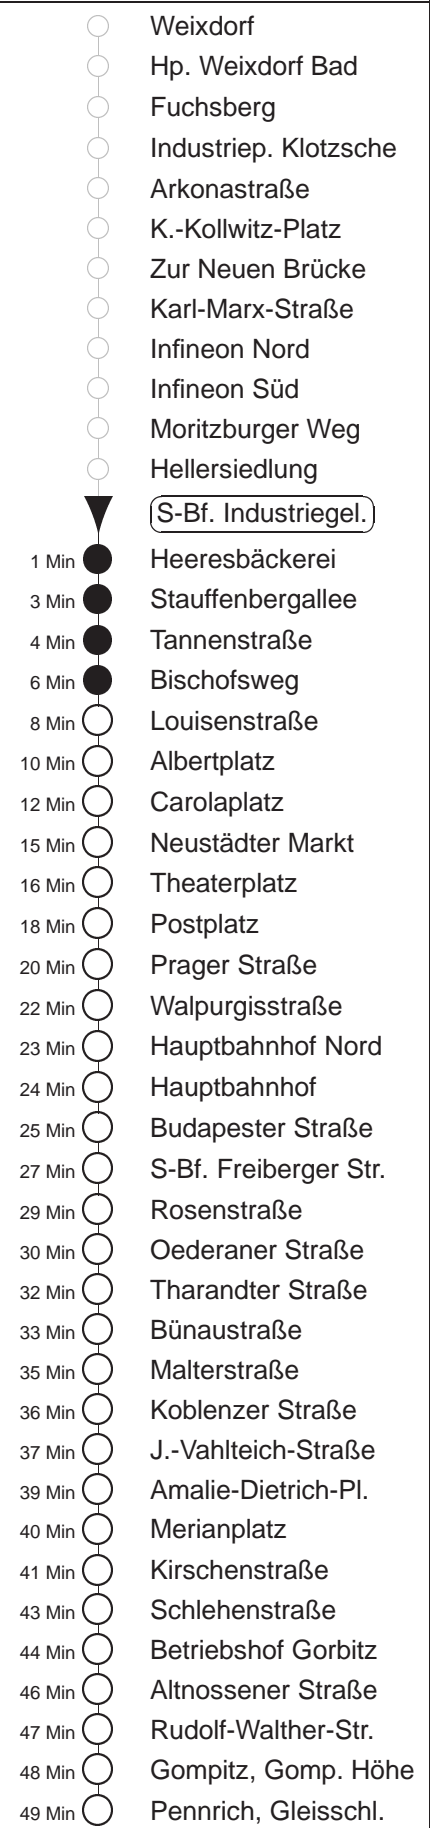 Weixdorf
Hp. Weixdorf Bad
Fuchsberg
Industriep. Klotzsche
Arkonastraße
K.-Kollwitz-Platz
Zur Neuen Brücke
Karl-Marx-Straße
Infineon Nord
Infineon Süd
Moritzburger Weg
Hellersiedlung
S-Bf. Industriegel.
1 Min Heeresbäckerei
3 Min Stauffenbergallee
4 Min Tannenstraße
6 Min Bischofsweg
8 Min Louisenstraße
10 Min Albertplatz
12 Min Carolaplatz
15 Min Neustädter Markt
16 Min Theaterplatz
18 Min Postplatz
20 Min Prager Straße
22 Min Walpurgisstraße
23 Min Hauptbahnhof Nord
24 Min Hauptbahnhof
25 Min Budapester Straße
27 Min S-Bf. Freiberger Str.
29 Min Rosenstraße
30 Min Oederaner Straße
32 Min Tharandter Straße
33 Min Bünaustraße
35 Min Malterstraße
36 Min Koblenzer Straße
37 Min J.-Vahlteich-Straße
39 Min Amalie-Dietrich-Pl.
40 Min Merianplatz
41 Min Kirschenstraße
43 Min Schlehenstraße
44 Min Betriebshof Gorbitz
46 Min Altnossener Straße
47 Min Rudolf-Walther-Str.
48 Min Gompitz, Gomp. Höhe
49 Min Pennrich, Gleisschl.